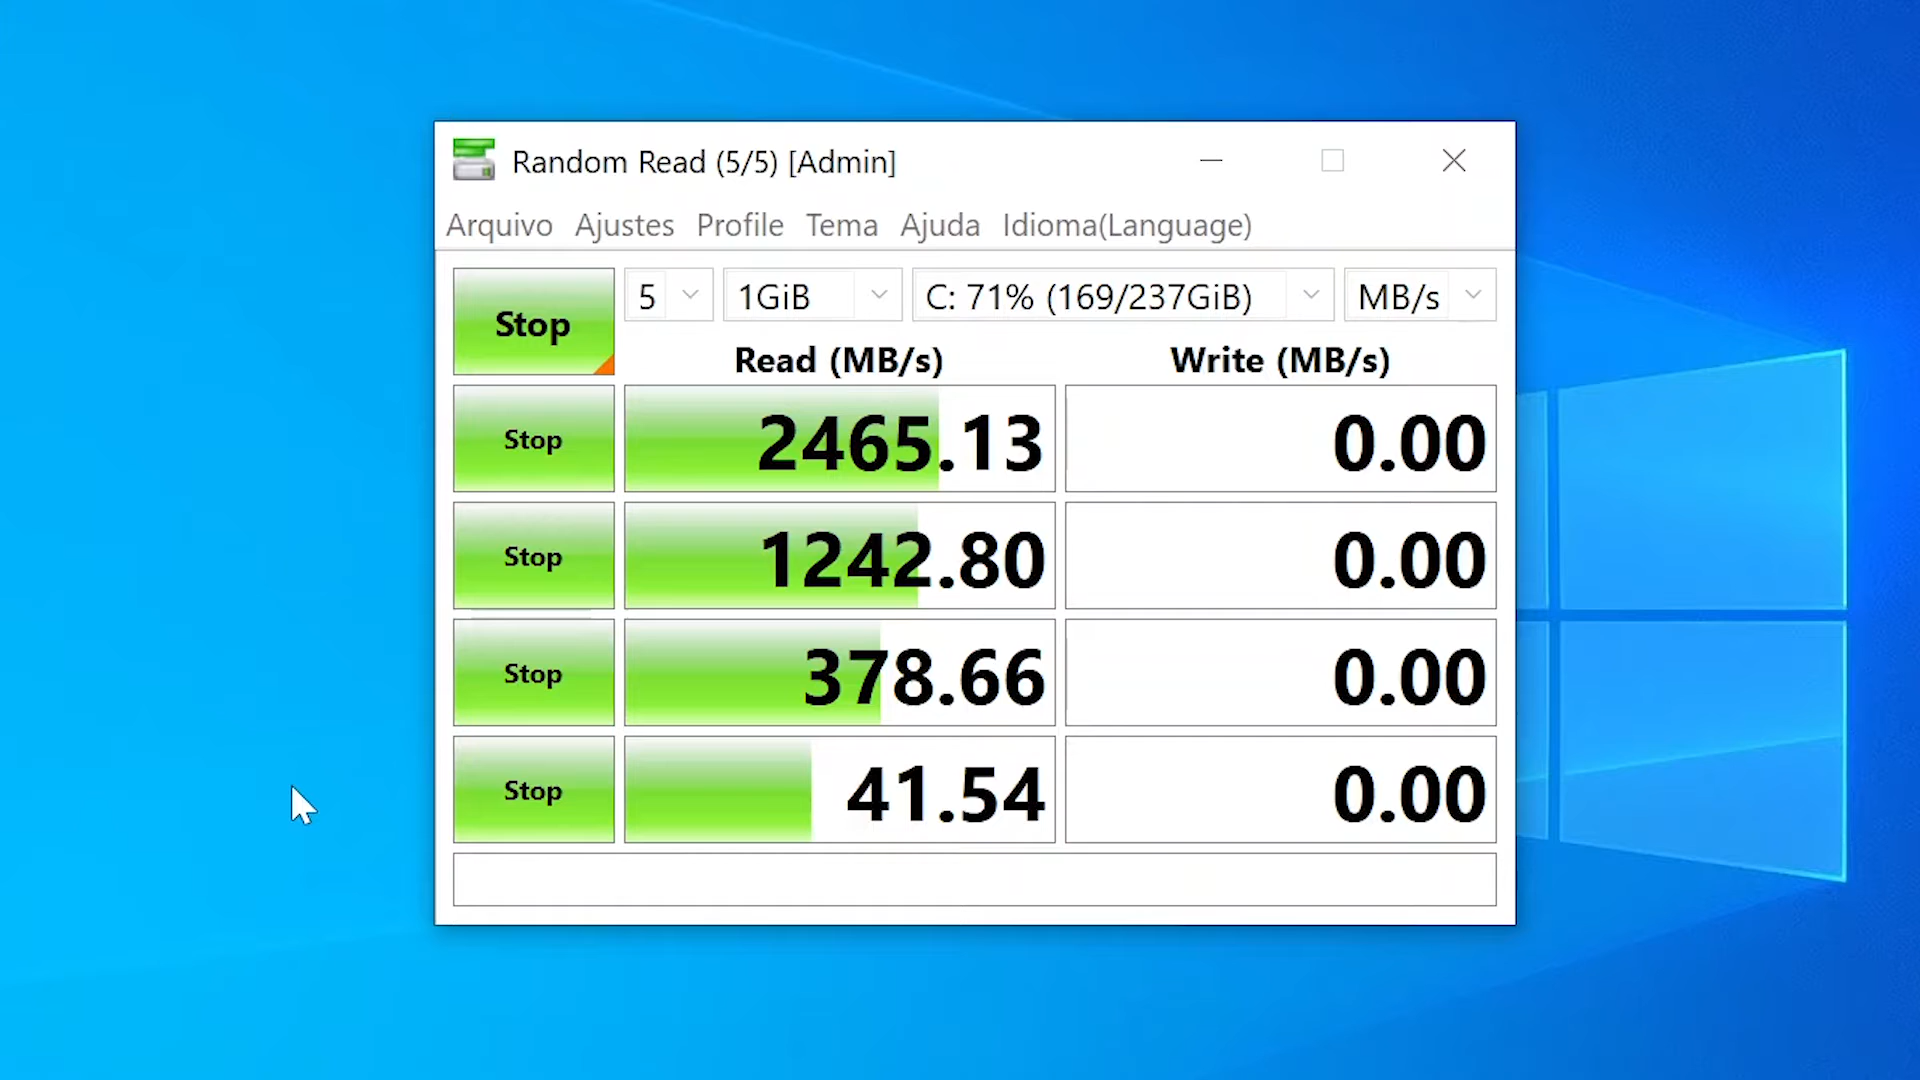 Random Read (5/5) [Admin]
Arquivo Ajustes Profile Tema Ajuda Idioma(Language)
Stop 5 1GiB C: 71% (169/237GiB) MB/s
Read (MB/s) Write (MB/s)
Stop 2465.13 0.00
Stop 1242.80 0.00
Stop 378.66 0.00
Stop 41.54 0.00